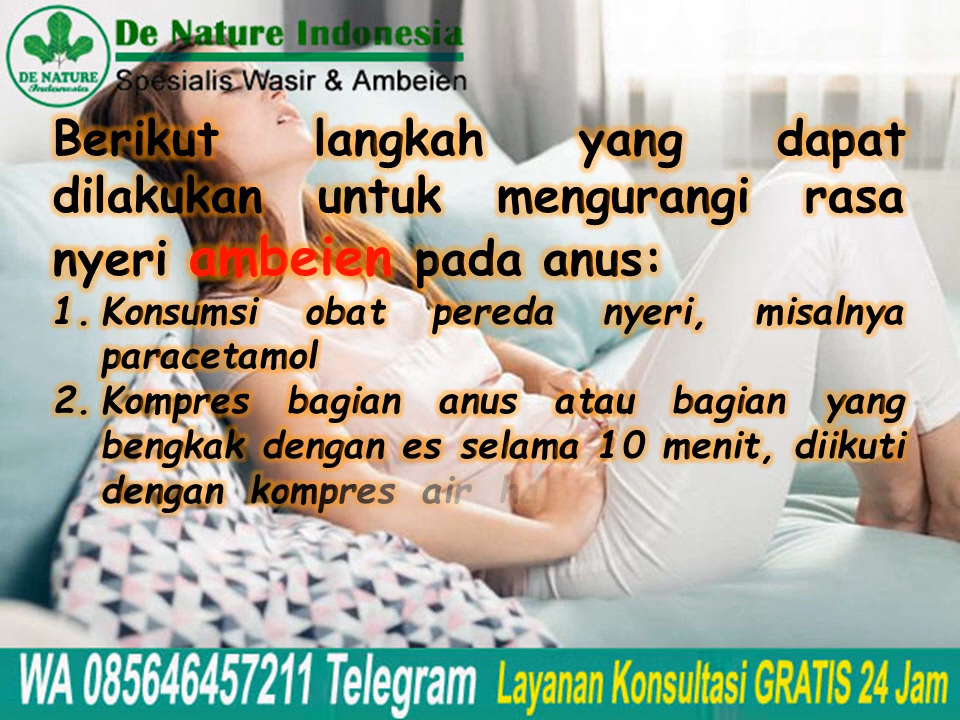 De Nature Indonesia
DE NATURE
Indonesia
Spesialis Wasir & Ambeien
Berikut langkah yang dapat
dilakukan untuk mengurangi rasa
nyeri ambeien pada anus:
1. Konsumsi obat pereda nyeri, misalnya
paracetamol
2. Kompres bagian anus atau bagian yang
bengkak dengan es selama 10 menit, diikuti
dengan kompres air
WA 085646457211 Telegram Layanan Konsultasi GRATIS 24 Jam